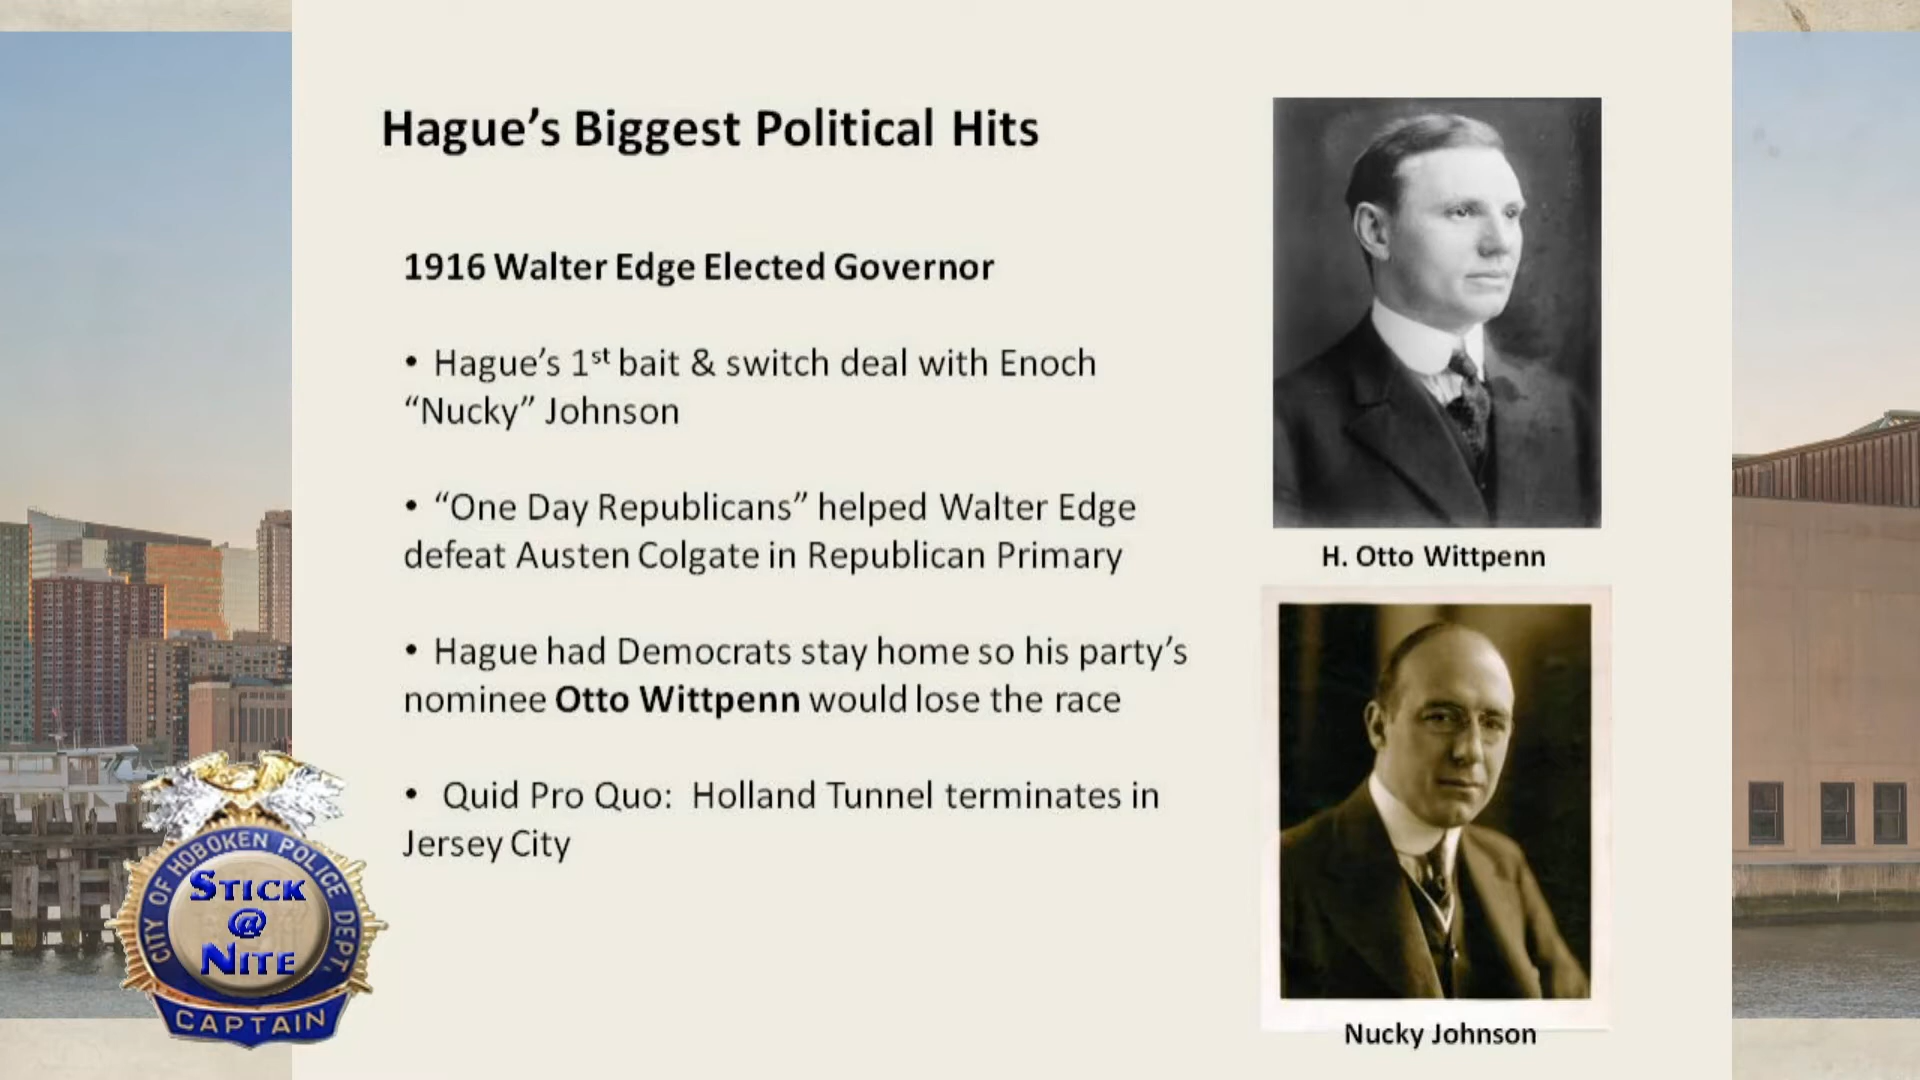 Hague’s Biggest Political Hits
1916 Walter Edge Elected Governor
• Hague’s 1st bait & switch deal with Enoch
“Nucky” Johnson
• “One Day Republicans” helped Walter Edge
defeat Austen Colgate in Republican Primary
• Hague had Democrats stay home so his party’s
nominee Otto Wittpenn would lose the race
• Quid Pro Quo: Holland Tunnel terminates in
Jersey City
H. Otto Wittpenn
Nucky Johnson
CITY OF HOBOKEN POLICE DEPT.
STICK
@
NITE
CAPTAIN